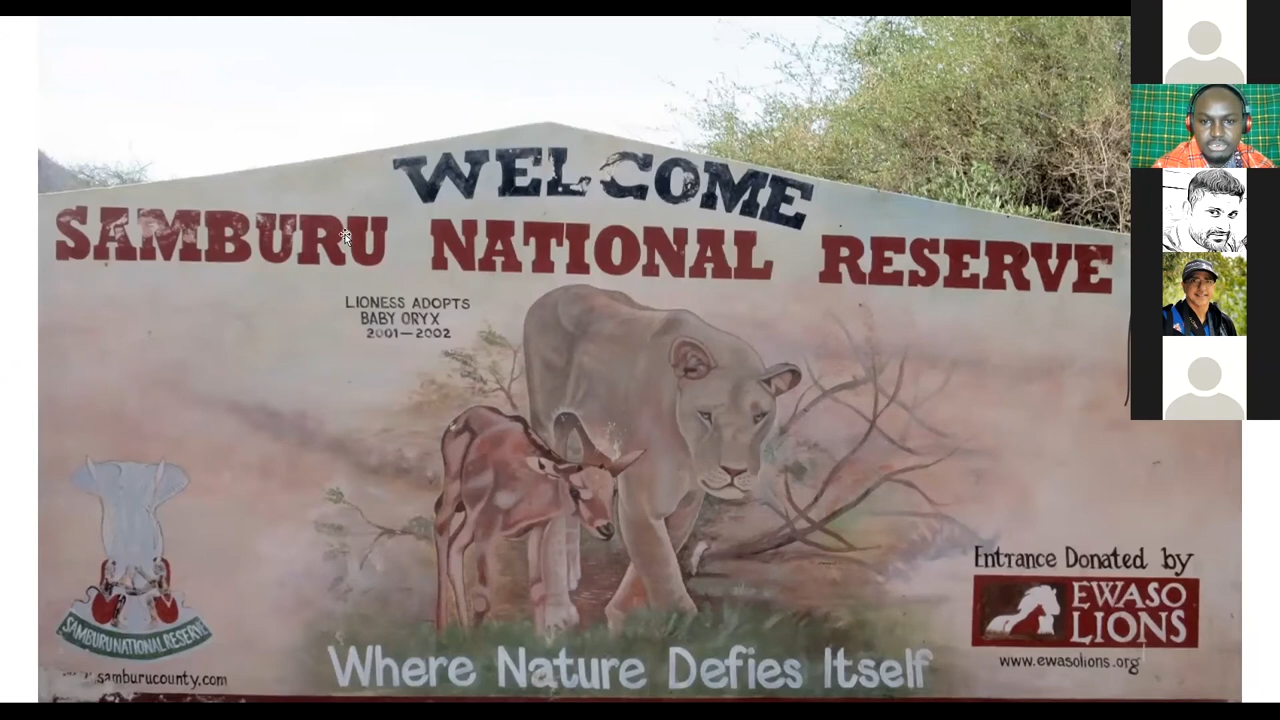 WELCOME
SAMBURU NATIONAL RESERVE
LIONESS ADOPTS
BABY ORYX
2001—2002
SAMBURU NATIONAL RESERVE
samburucounty.com
Where Nature Defies Itself
Entrance Donated by
EWASO
LIONS
www.ewasolions.org